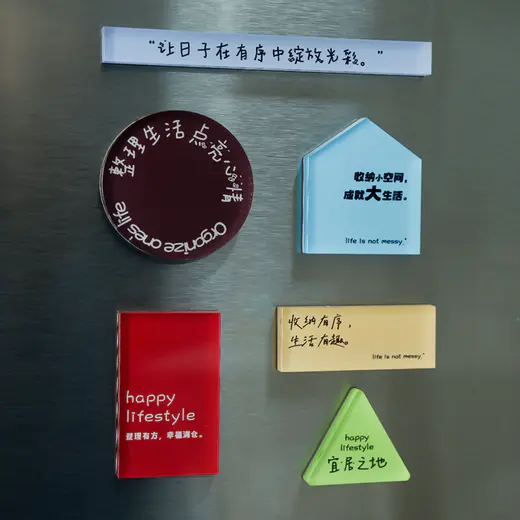 “让日子在有序中绽放光彩。”
整理生活点亮心情
Organize one's life
收纳小空间，
成就大生活。
life is not messy.
happy
lifestyle
整理有方，幸福满仓。
收纳有序，
生活有趣。
life is not messy.
happy
lifestyle
宜居之地